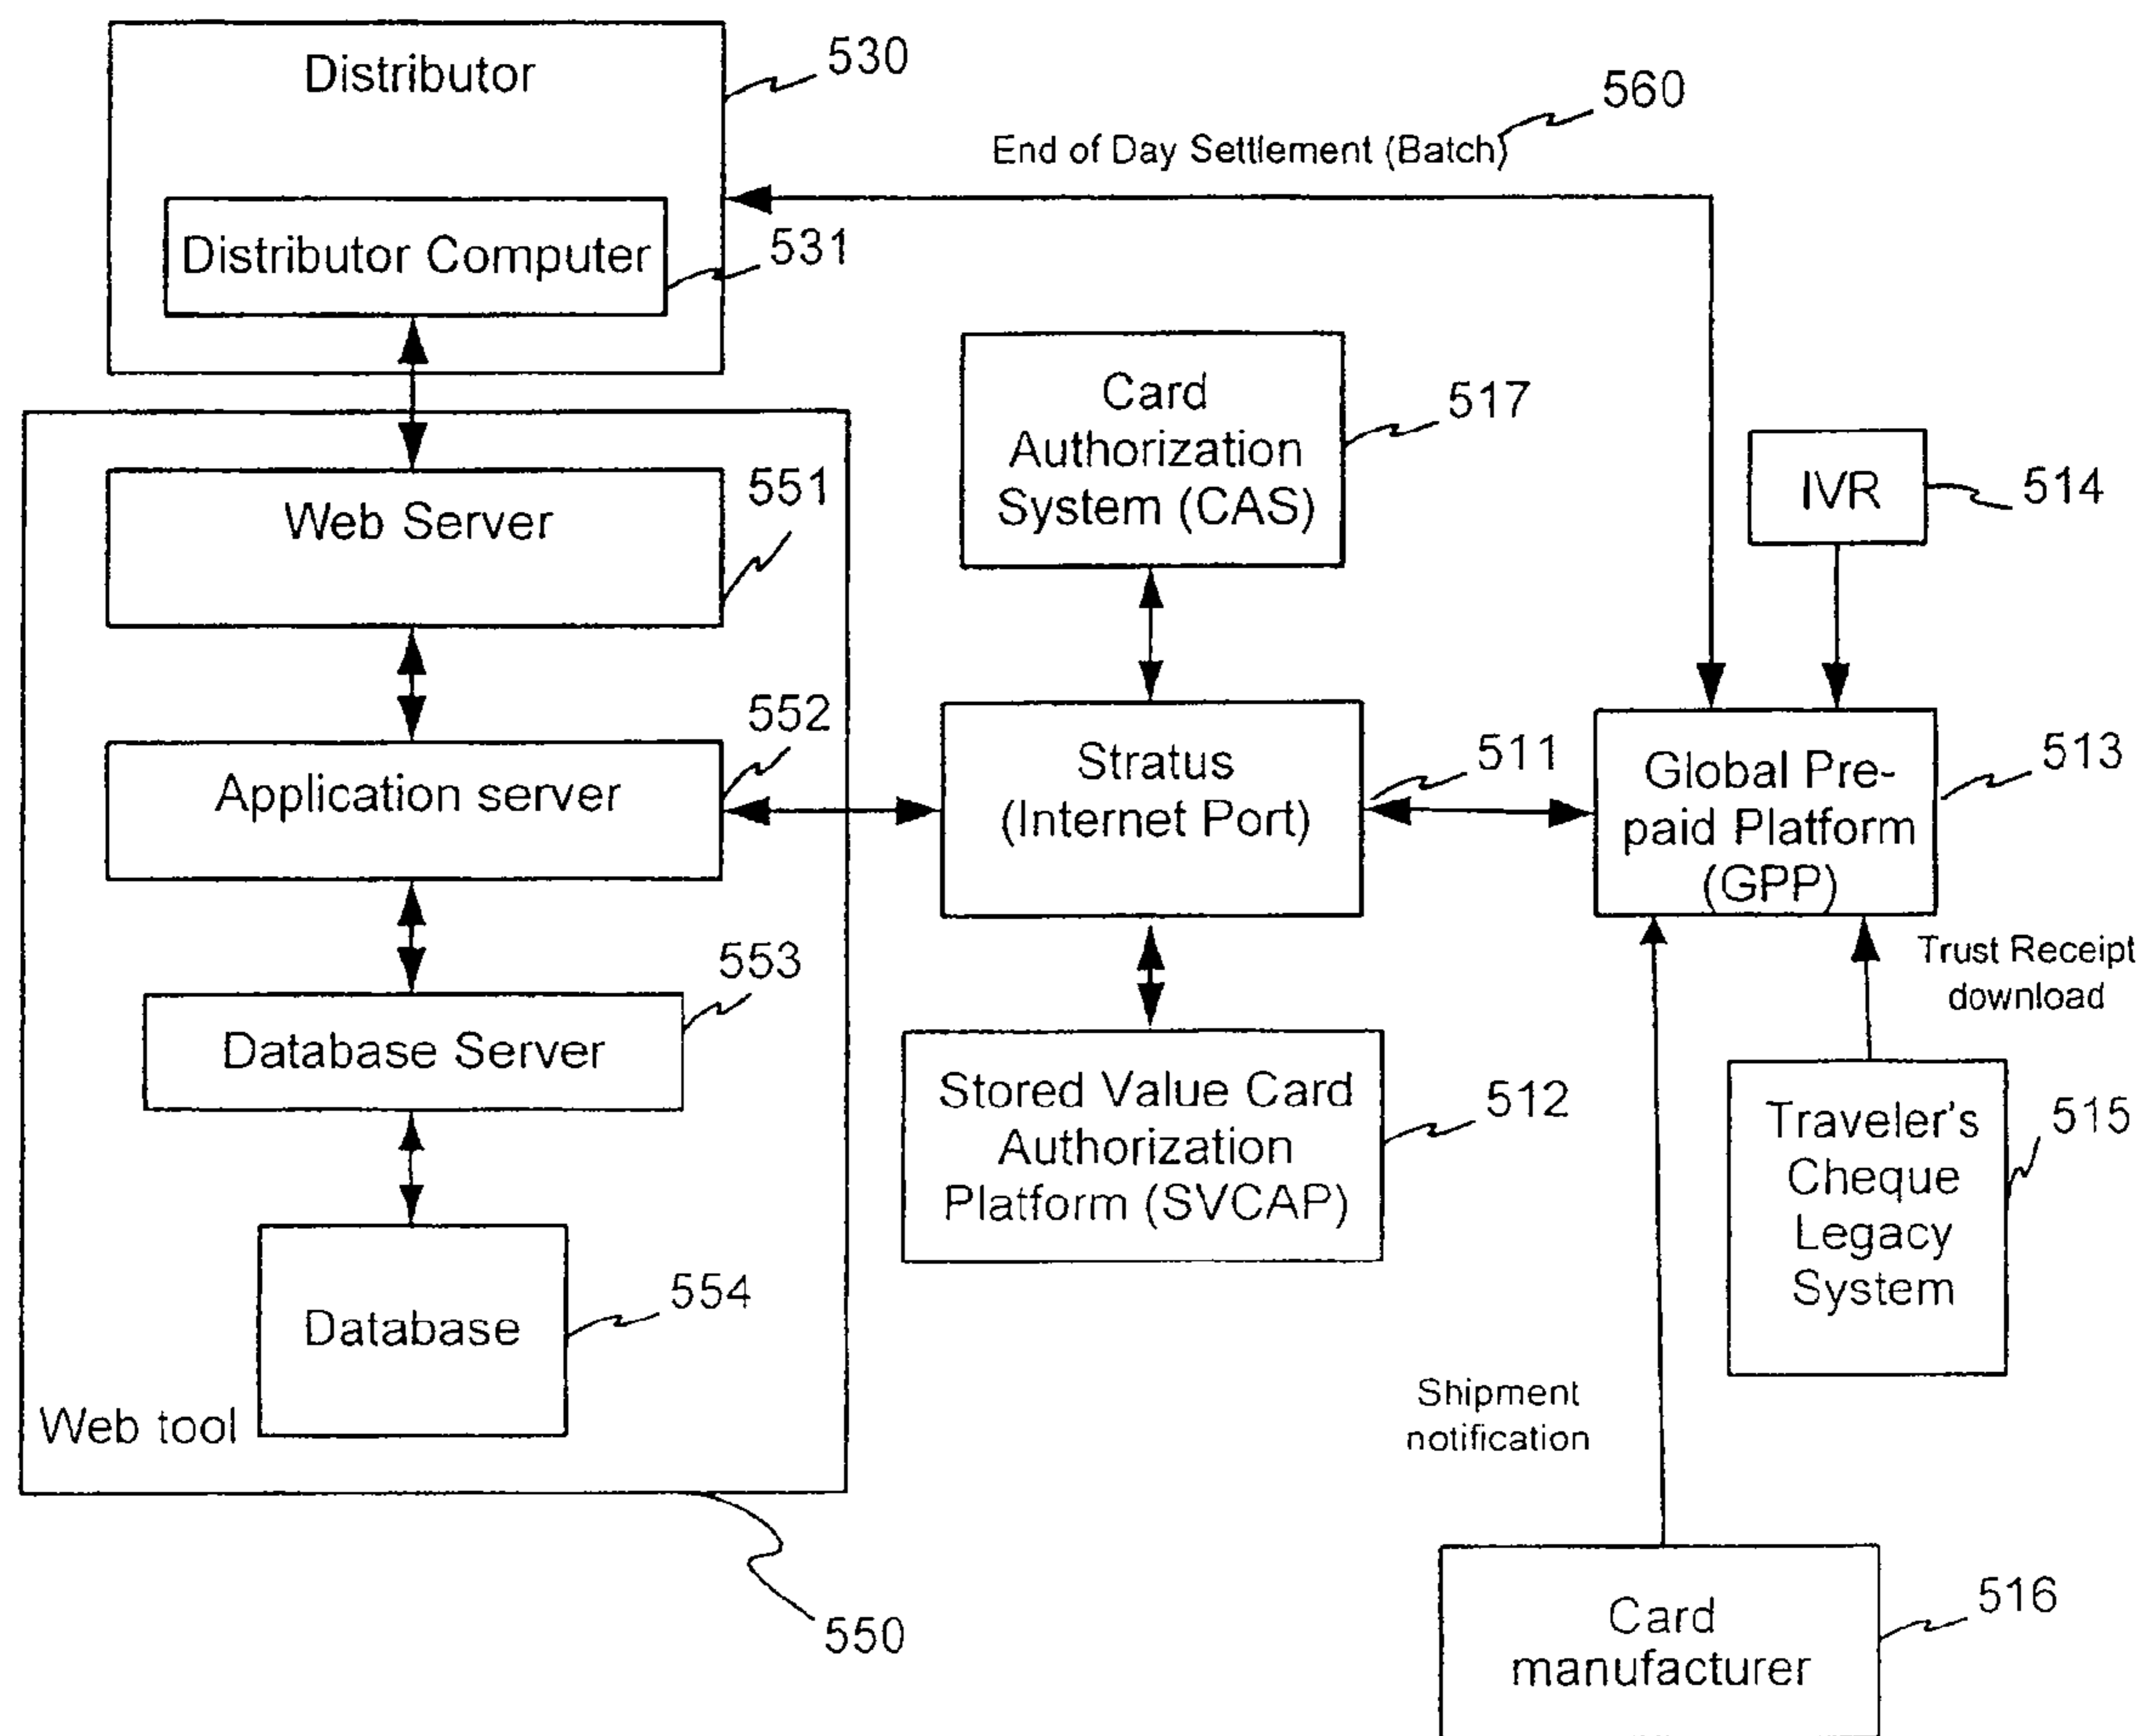 Distributor
530
560
End of Day Settlement (Batch)
Distributor Computer
531
Card
Authorization
System (CAS)
517
IVR
514
Web Server
551
Application server
552
Stratus
(Internet Port)
511
Global Pre-
paid Platform
(GPP)
513
Trust Receipt
download
Database Server
553
Stored Value Card
Authorization
Platform (SVCAP)
512
Traveler's
Cheque
Legacy
System
515
Database
554
Web tool
550
Shipment
notification
Card
manufacturer
516